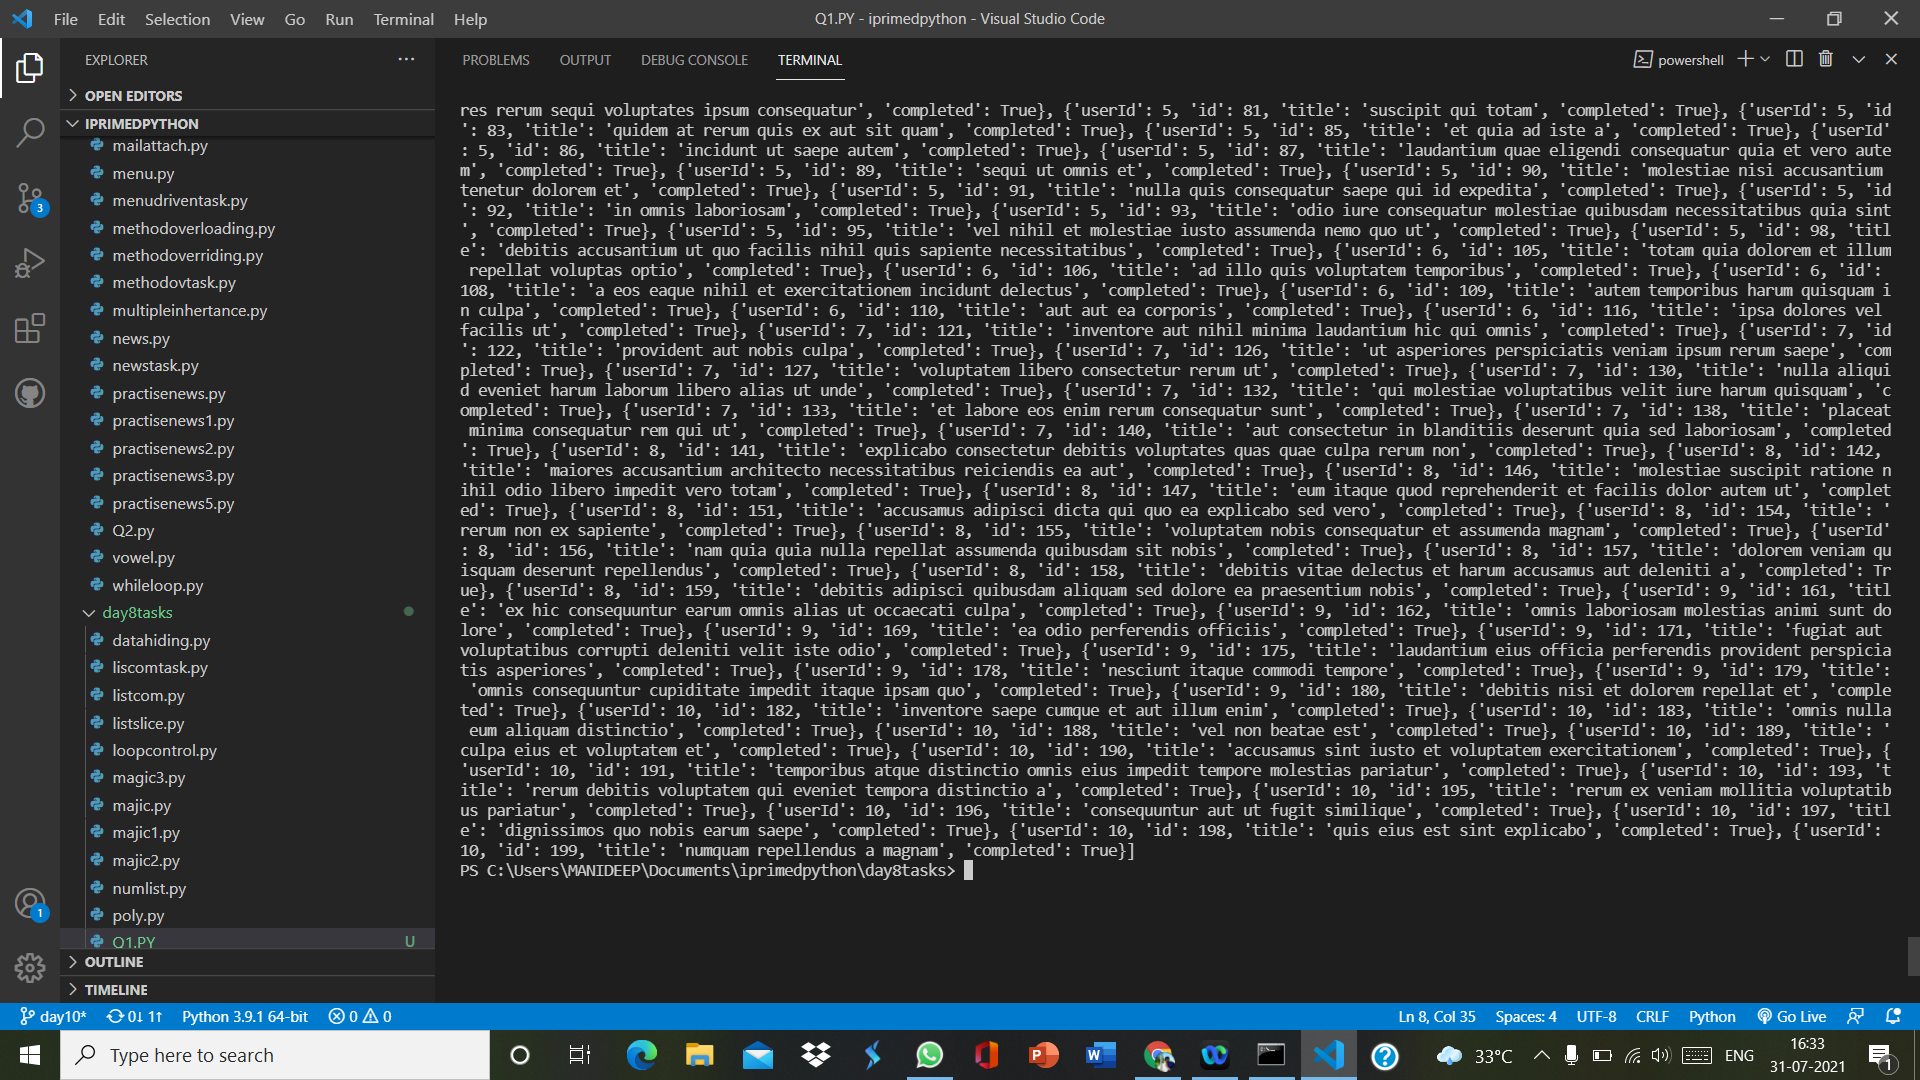 File Edit Selection View Go Run Terminal Help
Q1.PY - iprimedpython - Visual Studio Code
EXPLORER
OPEN EDITORS
IPRIMEDPYTHON
mailattach.py
menu.py
menudriventask.py
methodoverloading.py
methodoverriding.py
methodovtask.py
multipleinhertance.py
news.py
newstask.py
practisenews.py
practisenews1.py
practisenews2.py
practisenews3.py
practisenews5.py
Q2.py
vowel.py
whileloop.py
day8tasks
datahiding.py
liscomtask.py
listcom.py
listslice.py
loopcontrol.py
magic3.py
majic.py
majic1.py
majic2.py
numlist.py
poly.py
Q1.PY U
OUTLINE
TIMELINE
3
1
PROBLEMS OUTPUT DEBUG CONSOLE TERMINAL
powershell
res rerum sequi voluptates ipsum consequatur', 'completed': True}, {'userId': 5, 'id': 81, 'title': 'suscipit qui totam', 'completed': True}, {'userId': 5, 'id
': 83, 'title': 'quidem at rerum quis ex aut sit quam', 'completed': True}, {'userId': 5, 'id': 85, 'title': 'et quia ad iste a', 'completed': True}, {'userId'
: 5, 'id': 86, 'title': 'incidunt ut saepe autem', 'completed': True}, {'userId': 5, 'id': 87, 'title': 'laudantium quae eligendi consequatur quia et vero aute
m', 'completed': True}, {'userId': 5, 'id': 89, 'title': 'sequi ut omnis et', 'completed': True}, {'userId': 5, 'id': 90, 'title': 'molestiae nisi accusantium
tenetur dolorem et', 'completed': True}, {'userId': 5, 'id': 91, 'title': 'nulla quis consequatur saepe qui id expedita', 'completed': True}, {'userId': 5, 'id
': 92, 'title': 'in omnis laboriosam', 'completed': True}, {'userId': 5, 'id': 93, 'title': 'odio iure consequatur molestiae quibusdam necessitatibus quia sint
', 'completed': True}, {'userId': 5, 'id': 95, 'title': 'vel nihil et molestiae iusto assumenda nemo quo ut', 'completed': True}, {'userId': 5, 'id': 98, 'titl
e': 'debitis accusantium ut quo facilis nihil quis sapiente necessitatibus', 'completed': True}, {'userId': 6, 'id': 105, 'title': 'totam quia dolorem et illum
 repellat voluptas optio', 'completed': True}, {'userId': 6, 'id': 106, 'title': 'ad illo quis voluptatem temporibus', 'completed': True}, {'userId': 6, 'id':
108, 'title': 'a eos eaque nihil et exercitationem incidunt delectus', 'completed': True}, {'userId': 6, 'id': 109, 'title': 'autem temporibus harum quisquam i
n culpa', 'completed': True}, {'userId': 6, 'id': 110, 'title': 'aut aut ea corporis', 'completed': True}, {'userId': 6, 'id': 116, 'title': 'ipsa dolores vel
facilis ut', 'completed': True}, {'userId': 7, 'id': 121, 'title': 'inventore aut nihil minima laudantium hic qui omnis', 'completed': True}, {'userId': 7, 'id
': 122, 'title': 'provident aut nobis culpa', 'completed': True}, {'userId': 7, 'id': 126, 'title': 'ut asperiores perspiciatis veniam ipsum rerum saepe', 'com
pleted': True}, {'userId': 7, 'id': 127, 'title': 'voluptatem libero consectetur rerum ut', 'completed': True}, {'userId': 7, 'id': 130, 'title': 'nulla aliqui
d eveniet harum laborum libero alias ut unde', 'completed': True}, {'userId': 7, 'id': 132, 'title': 'qui molestiae voluptatibus velit iure harum quisquam', 'c
ompleted': True}, {'userId': 7, 'id': 133, 'title': 'et labore eos enim rerum consequatur sunt', 'completed': True}, {'userId': 7, 'id': 138, 'title': 'placeat
 minima consequatur rem qui ut', 'completed': True}, {'userId': 7, 'id': 140, 'title': 'aut consectetur in blanditiis deserunt quia sed laboriosam', 'completed
': True}, {'userId': 8, 'id': 141, 'title': 'explicabo consectetur debitis voluptates quas quae culpa rerum non', 'completed': True}, {'userId': 8, 'id': 142,
'title': 'maiores accusantium architecto necessitatibus reiciendis ea aut', 'completed': True}, {'userId': 8, 'id': 146, 'title': 'molestiae suscipit ratione n
ihil odio libero impedit vero totam', 'completed': True}, {'userId': 8, 'id': 147, 'title': 'eum itaque quod reprehenderit et facilis dolor autem ut', 'complet
ed': True}, {'userId': 8, 'id': 151, 'title': 'accusamus adipisci dicta qui quo ea explicabo sed vero', 'completed': True}, {'userId': 8, 'id': 154, 'title': '
rerum non ex sapiente', 'completed': True}, {'userId': 8, 'id': 155, 'title': 'voluptatem nobis consequatur et assumenda magnam', 'completed': True}, {'userId'
: 8, 'id': 156, 'title': 'nam quia quia nulla repellat assumenda quibusdam sit nobis', 'completed': True}, {'userId': 8, 'id': 157, 'title': 'dolorem veniam qu
isquam deserunt repellendus', 'completed': True}, {'userId': 8, 'id': 158, 'title': 'debitis vitae delectus et harum accusamus aut deleniti a', 'completed': Tr
ue}, {'userId': 8, 'id': 159, 'title': 'debitis adipisci quibusdam aliquam sed dolore ea praesentium nobis', 'completed': True}, {'userId': 9, 'id': 161, 'titl
e': 'ex hic consequuntur earum omnis alias ut occaecati culpa', 'completed': True}, {'userId': 9, 'id': 162, 'title': 'omnis laboriosam molestias animi sunt do
lore', 'completed': True}, {'userId': 9, 'id': 169, 'title': 'ea odio perferendis officiis', 'completed': True}, {'userId': 9, 'id': 171, 'title': 'fugiat aut
voluptatibus corrupti deleniti velit iste odio', 'completed': True}, {'userId': 9, 'id': 175, 'title': 'laudantium eius officia perferendis provident perspicia
tis asperiores', 'completed': True}, {'userId': 9, 'id': 178, 'title': 'nesciunt itaque commodi tempore', 'completed': True}, {'userId': 9, 'id': 179, 'title':
 'omnis consequuntur cupiditate impedit itaque ipsam quo', 'completed': True}, {'userId': 9, 'id': 180, 'title': 'debitis nisi et dolorem repellat et', 'comple
ted': True}, {'userId': 10, 'id': 182, 'title': 'inventore saepe cumque et aut illum enim', 'completed': True}, {'userId': 10, 'id': 183, 'title': 'omnis nulla
 eum aliquam distinctio', 'completed': True}, {'userId': 10, 'id': 188, 'title': 'vel non beatae est', 'completed': True}, {'userId': 10, 'id': 189, 'title': '
culpa eius et voluptatem et', 'completed': True}, {'userId': 10, 'id': 190, 'title': 'accusamus sint iusto et voluptatem exercitationem', 'completed': True}, {
'userId': 10, 'id': 191, 'title': 'temporibus atque distinctio omnis eius impedit tempore molestias pariatur', 'completed': True}, {'userId': 10, 'id': 193, 't
itle': 'rerum debitis voluptatem qui eveniet tempora distinctio a', 'completed': True}, {'userId': 10, 'id': 195, 'title': 'rerum ex veniam mollitia voluptatib
us pariatur', 'completed': True}, {'userId': 10, 'id': 196, 'title': 'consequuntur aut ut fugit similique', 'completed': True}, {'userId': 10, 'id': 197, 'titl
e': 'dignissimos quo nobis earum saepe', 'completed': True}, {'userId': 10, 'id': 198, 'title': 'quis eius est sint explicabo', 'completed': True}, {'userId':
10, 'id': 199, 'title': 'numquam repellendus a magnam', 'completed': True}]
PS C:\Users\MANIDEEP\Documents\iprimedpython\day8tasks>
day10* 0↓ 1↑ Python 3.9.1 64-bit 0 0 Ln 8, Col 35 Spaces: 4 UTF-8 CRLF Python Go Live
Type here to search
33°C ENG
16:33
31-07-2021
1